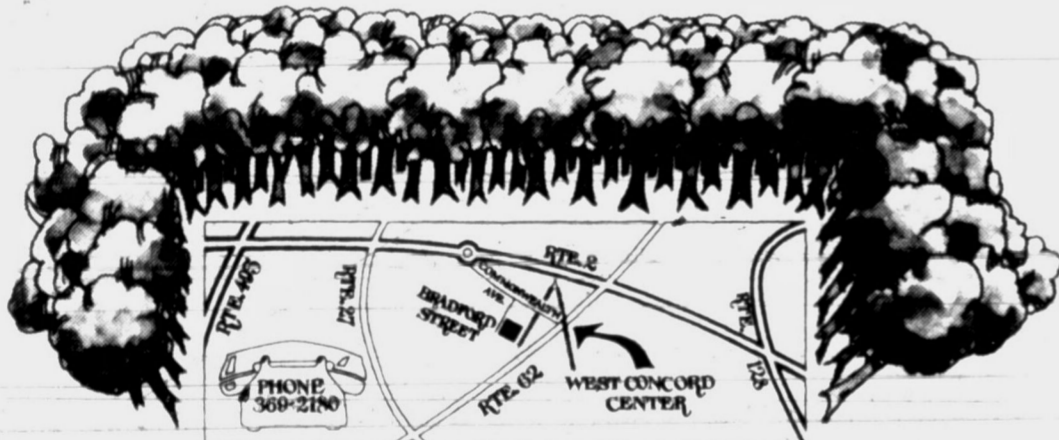 RTE. 2
RTE. 495
RTE. 27
COMMONWEALTH
AVE.
BRADFORD
STREET
RTE. 128
RTE. 62
WEST CONCORD
CENTER
PHONE
369-2180